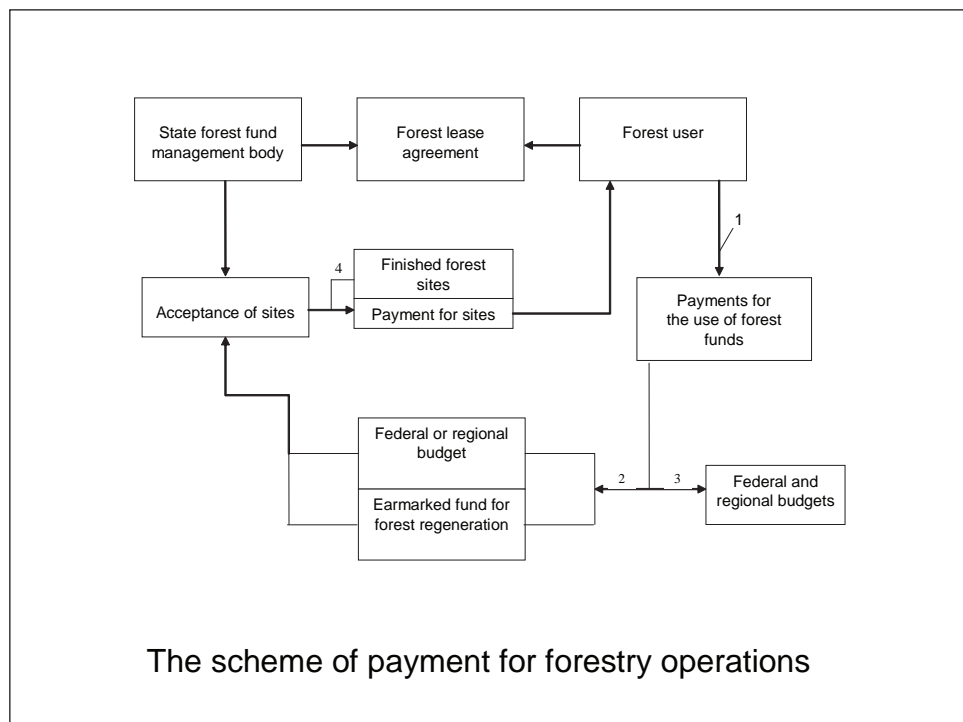 State forest fund
management body
Forest lease
agreement
Forest user
1
4
Finished forest
sites
Payment for sites
Acceptance of sites
Payments for
the use of forest
funds
Federal or regional
budget
Earmarked fund for
forest regeneration
2
3
Federal and
regional budgets
The scheme of payment for forestry operations